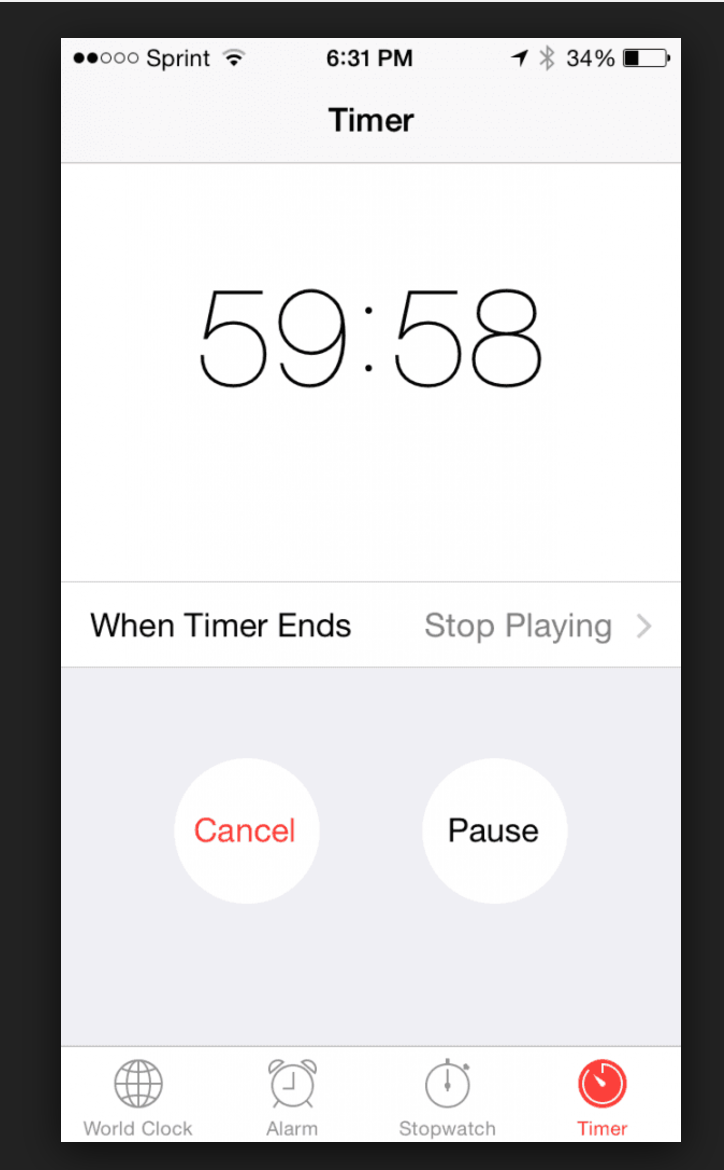 Sprint 6:31 PM 34%
Timer
59:58
When Timer Ends Stop Playing
Cancel Pause
World Clock Alarm Stopwatch Timer